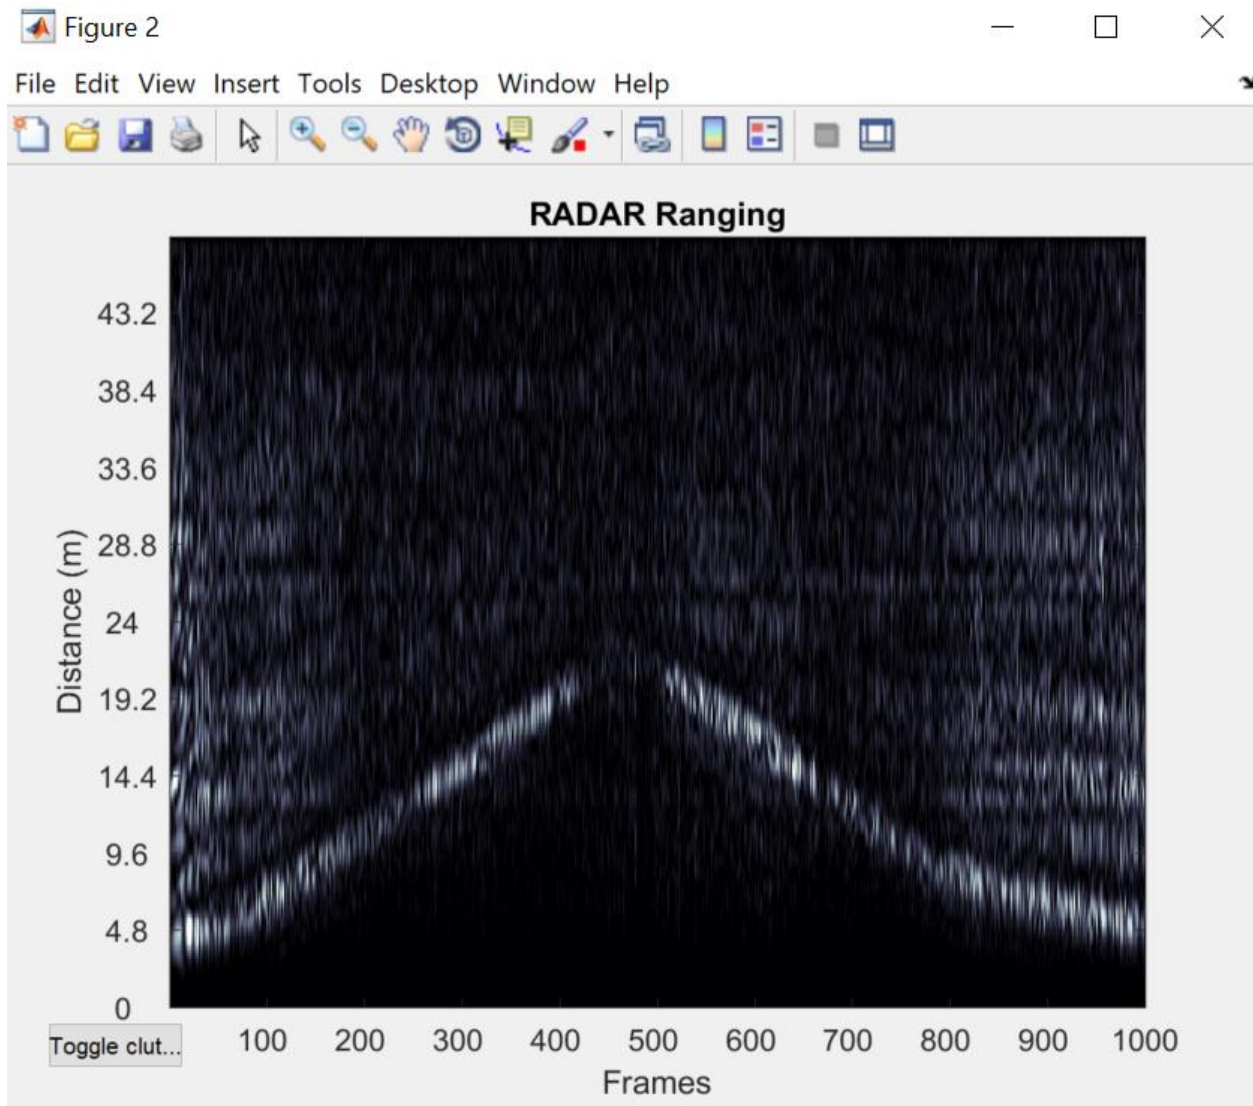 Figure 2
File Edit View Insert Tools Desktop Window Help
RADAR Ranging
43.2
38.4
33.6
28.8
24
19.2
14.4
9.6
4.8
0
Distance (m)
Toggle clut...
100 200 300 400 500 600 700 800 900 1000
Frames